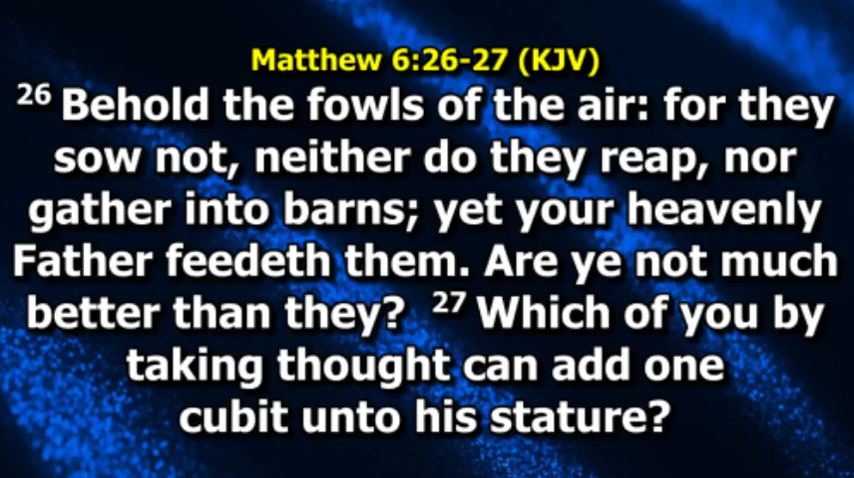 Matthew 6:26-27 (KJV)
26 Behold the fowls of the air: for they
sow not, neither do they reap, nor
gather into barns; yet your heavenly
Father feedeth them. Are ye not much
better than they? 27 Which of you by
taking thought can add one
cubit unto his stature?